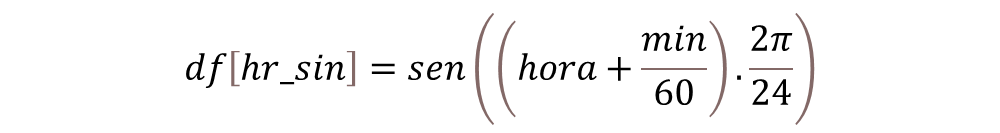 df[hr_sin] = sen((hora + min/60) . 2π/24)